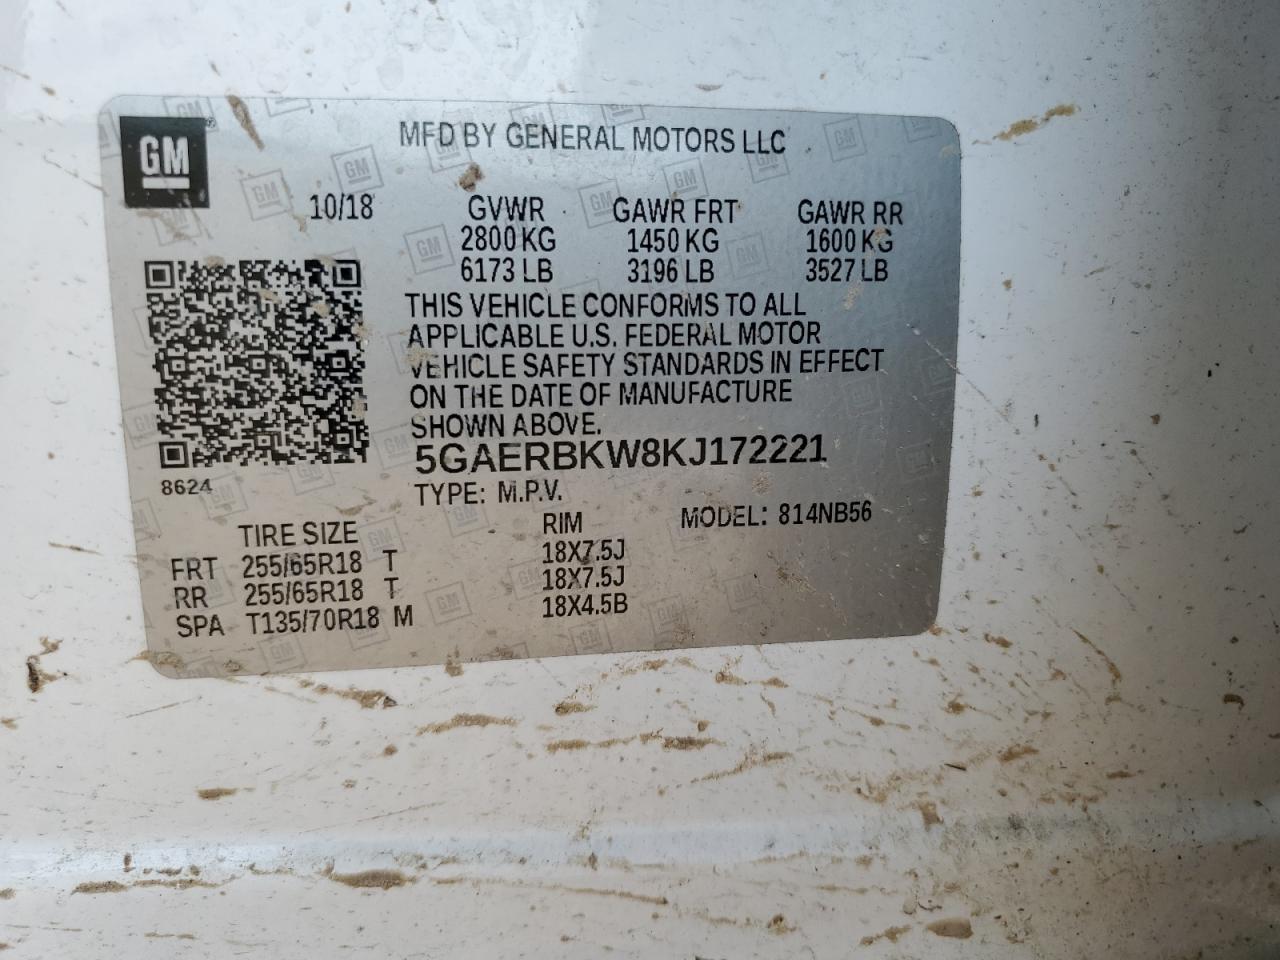 GM
MFD BY GENERAL MOTORS LLC
10/18 GVWR GAWR FRT GAWR RR
2800 KG 1450 KG 1600 KG
6173 LB 3196 LB 3527 LB
THIS VEHICLE CONFORMS TO ALL
APPLICABLE U.S. FEDERAL MOTOR
VEHICLE SAFETY STANDARDS IN EFFECT
ON THE DATE OF MANUFACTURE
SHOWN ABOVE.
5GAERBKW8KJ172221
8624
TYPE: M.P.V. MODEL: 814NB56
TIRE SIZE RIM
FRT 255/65R18 T 18X7.5J
RR 255/65R18 T 18X7.5J
SPA T135/70R18 M 18X4.5B